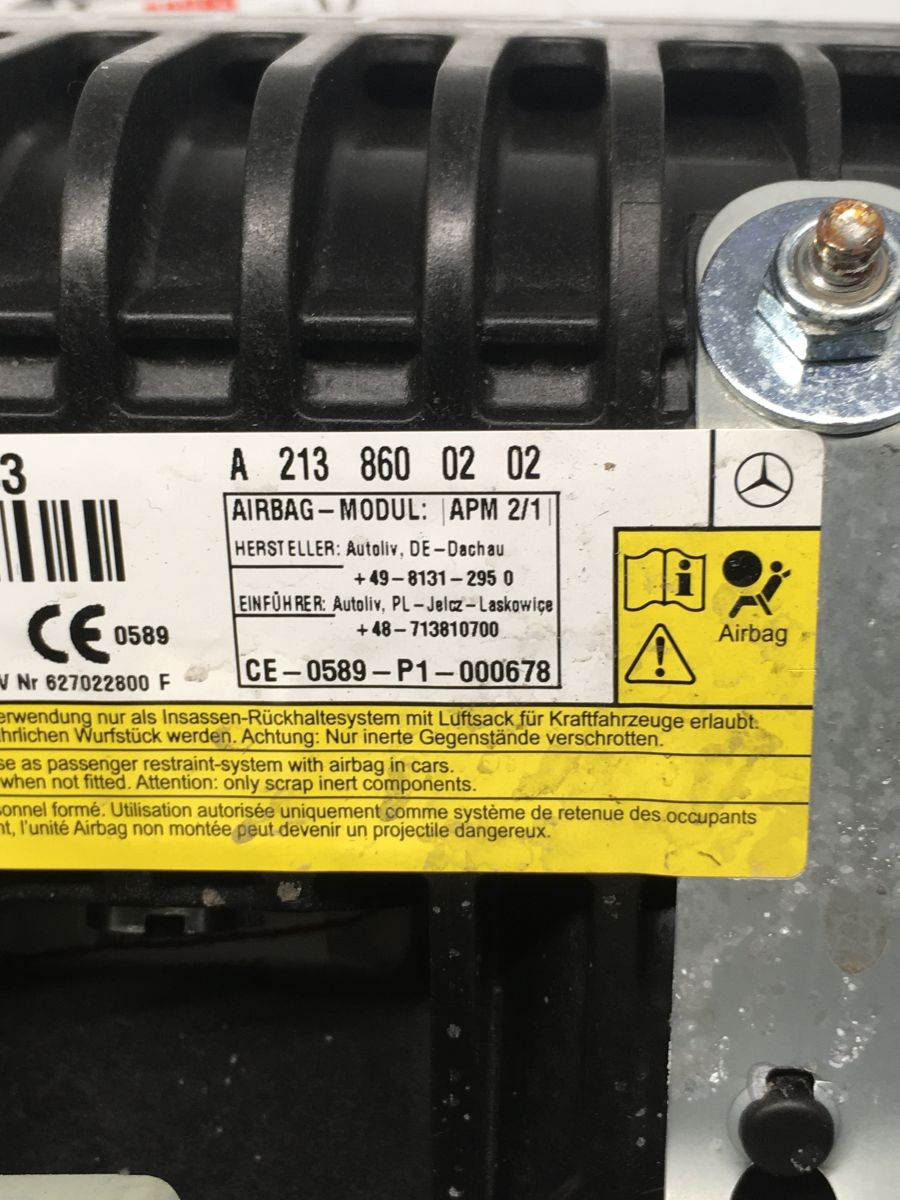 3
A 213 860 02 02
AIRBAG-MODUL: APM 2/1
HERSTELLER: Autoliv, DE-Dachau
+49-8131-295 0
EINFÜHRER: Autoliv, PL-Jelcz-Laskowice
+48-713810700
CE-0589-P1-000678
CE 0589
V Nr 627022800 F
Airbag
erwendung nur als Insassen-Rückhaltesystem mit Luftsack für Kraftfahrzeuge erlaubt.
ährlichen Wurfstück werden. Achtung: Nur inerte Gegenstände verschrotten.
se as passenger restraint-system with airbag in cars.
when not fitted. Attention: only scrap inert components.
sonnel formé. Utilisation autorisée uniquement comme système de retenue des occupants
nt, l'unité Airbag non montée peut devenir un projectile dangereux.